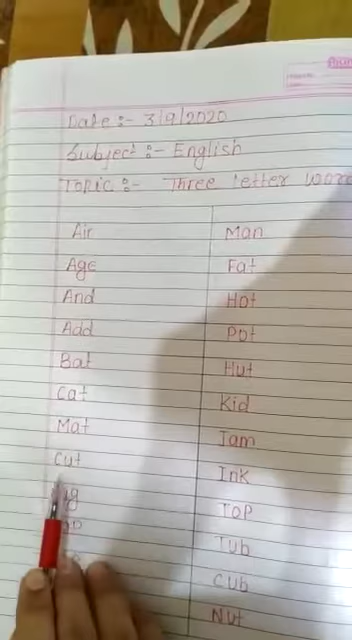 Date :- 3/9/2020
Subject :- English
Topic :- Three letter
Air
Age
And
Add
Bat
Cat
Mat
Cut
Man
Fat
Hot
Pot
Hut
Kid
Jam
Ink
Top
Tub
Cub
Nut